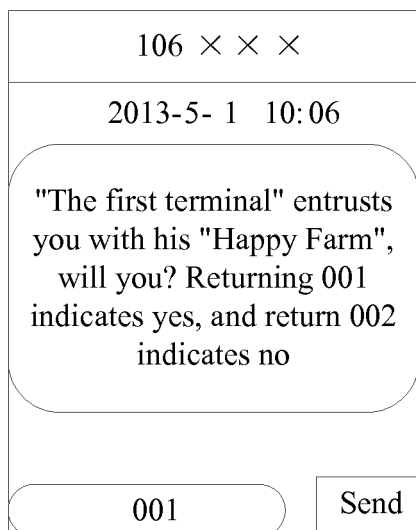 106 × × ×
2013-5- 1 10:06
"The first terminal" entrusts
you with his "Happy Farm",
will you? Returning 001
indicates yes, and return 002
indicates no
001
Send